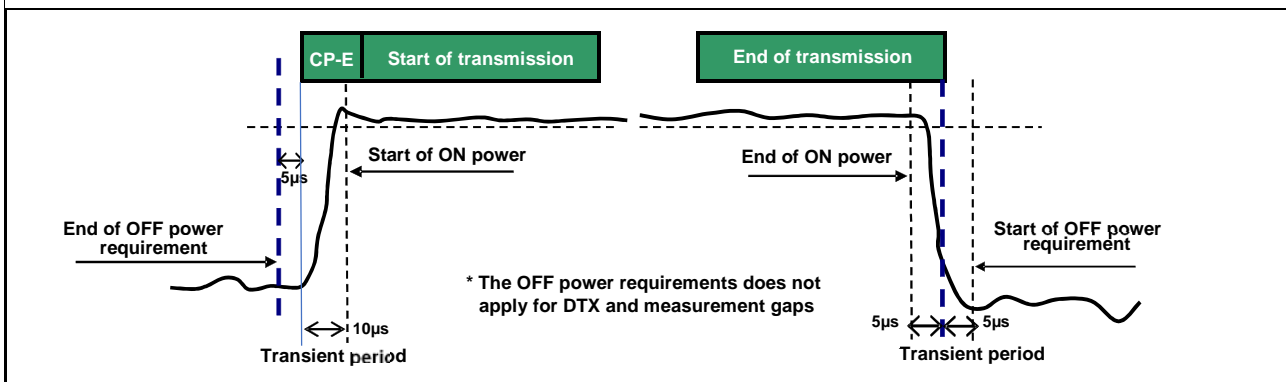 CP-E
Start of transmission
End of transmission
Start of ON power
5µs
End of ON power
End of OFF power
requirement
Start of OFF power
requirement
* The OFF power requirements does not
apply for DTX and measurement gaps
10µs
Transient period
5µs
5µs
Transient period